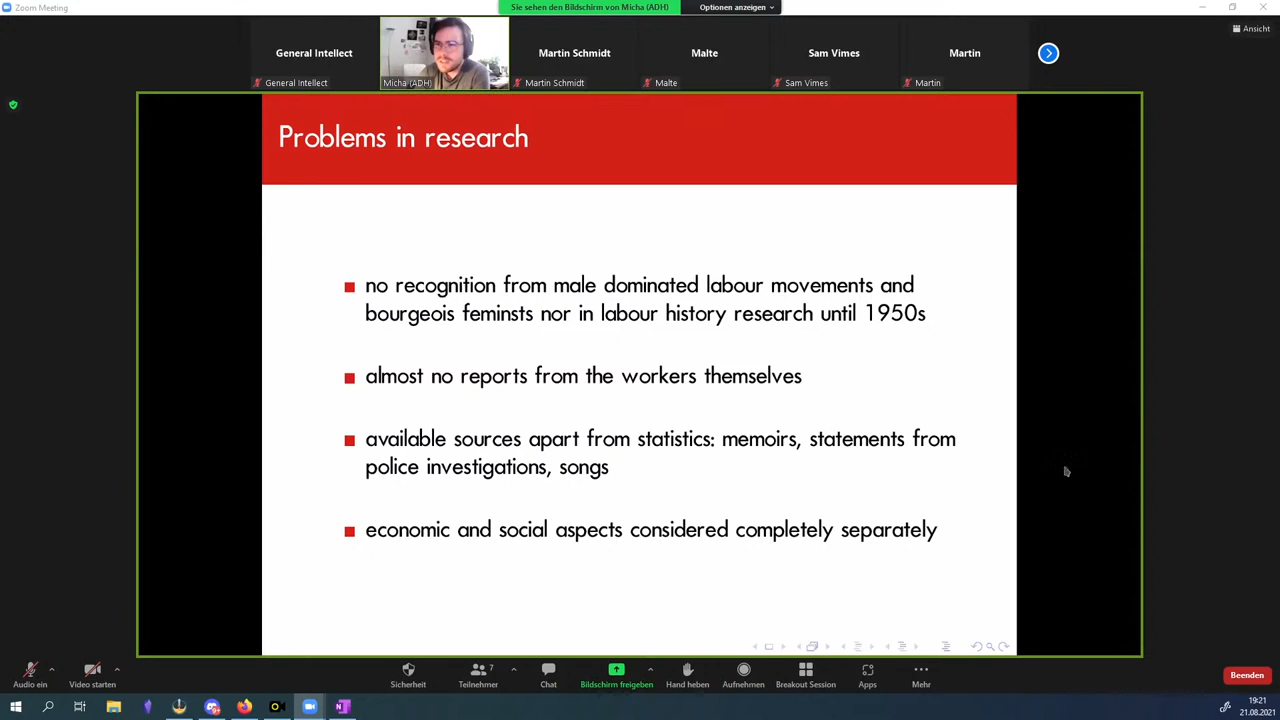 Zoom Meeting
Sie sehen den Bildschirm von Micha (ADH)
Optionen anzeigen
Ansicht
General Intellect
Martin Schmidt
Malte
Sam Vimes
Martin
General Intellect
Micha (ADH)
Martin Schmidt
Malte
Sam Vimes
Martin
Problems in research
no recognition from male dominated labour movements and
bourgeois feminsts nor in labour history research until 1950s
almost no reports from the workers themselves
available sources apart from statistics: memoirs, statements from
police investigations, songs
economic and social aspects considered completely separately
7
Audio ein
Video starten
Sicherheit
Teilnehmer
Chat
Bildschirm freigeben
Hand heben
Aufnehmen
Breakout Session
Apps
Mehr
Beenden
19:21
21.08.2021